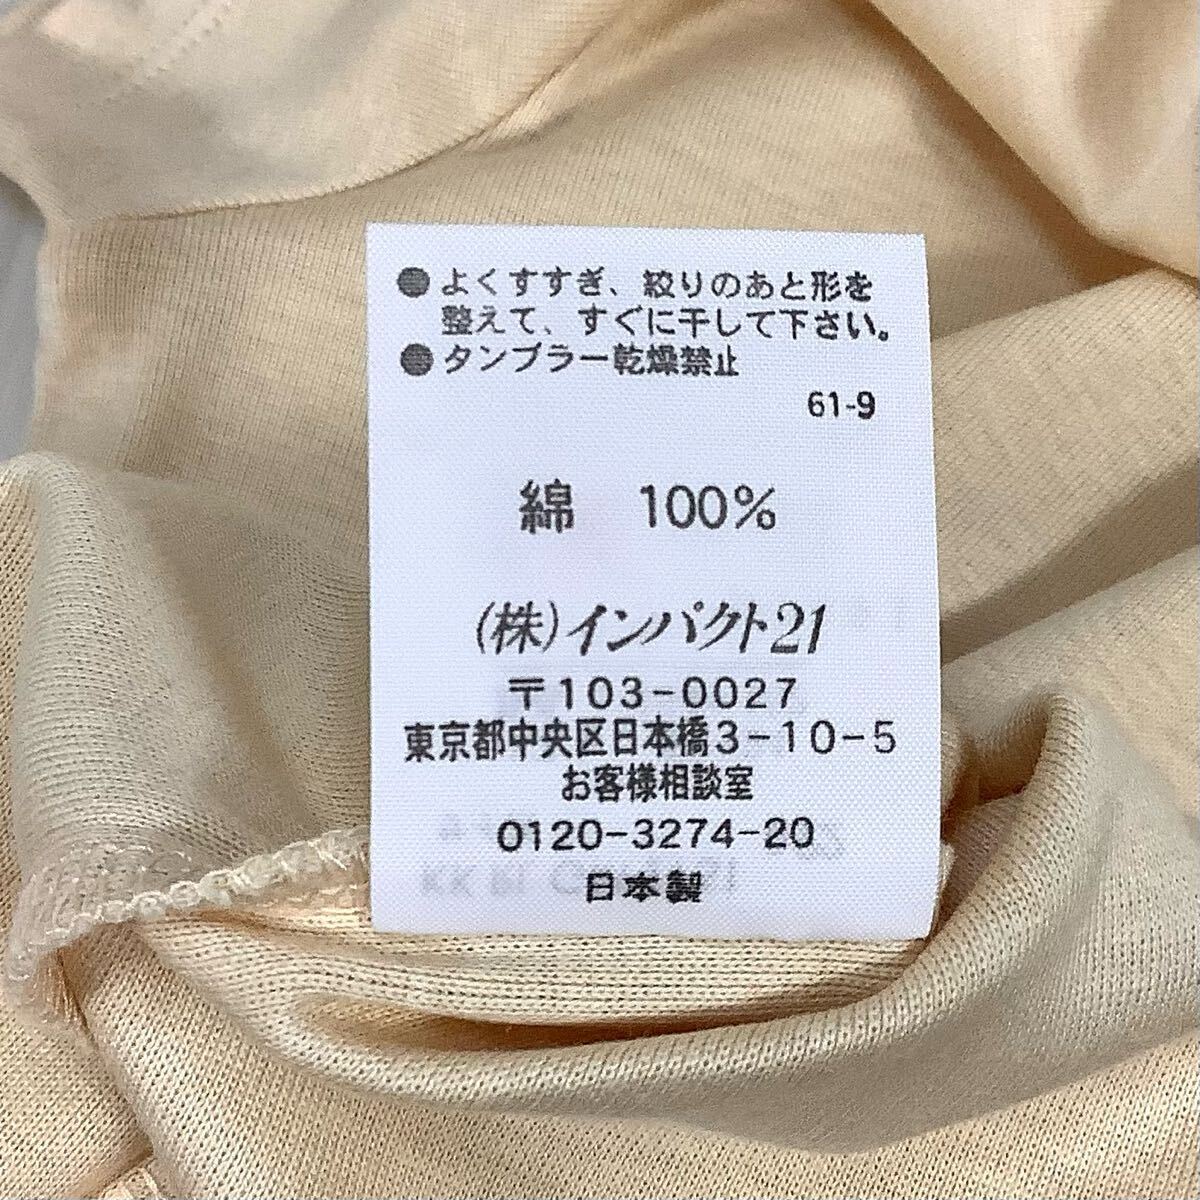 ●よくすすぎ、絞りのあと形を
整えて、すぐに干して下さい。
●タンブラー乾燥禁止
61-9
綿 100%
(株)インパクト21
〒103-0027
東京都中央区日本橋3-10-5
お客様相談室
0120-3274-20
日本製